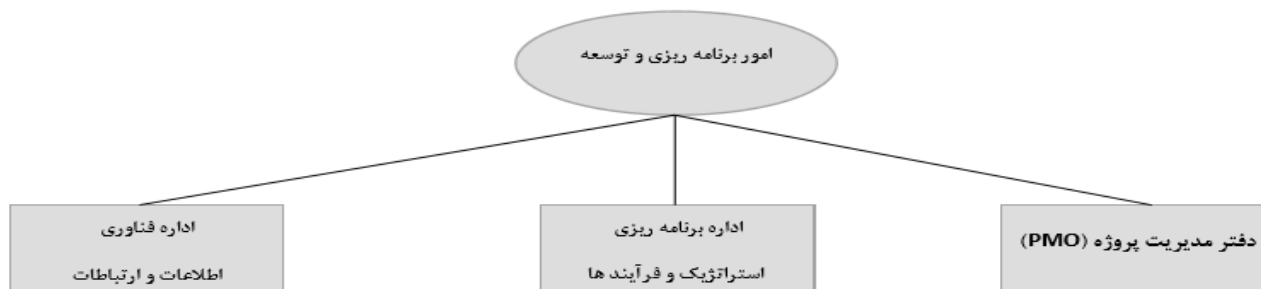 امور برنامه ریزی و توسعه
دفتر مدیریت پروژه (PMO)
اداره برنامه ریزی
استراتژیک و فرآیند ها
اداره فناوری
اطلاعات و ارتباطات